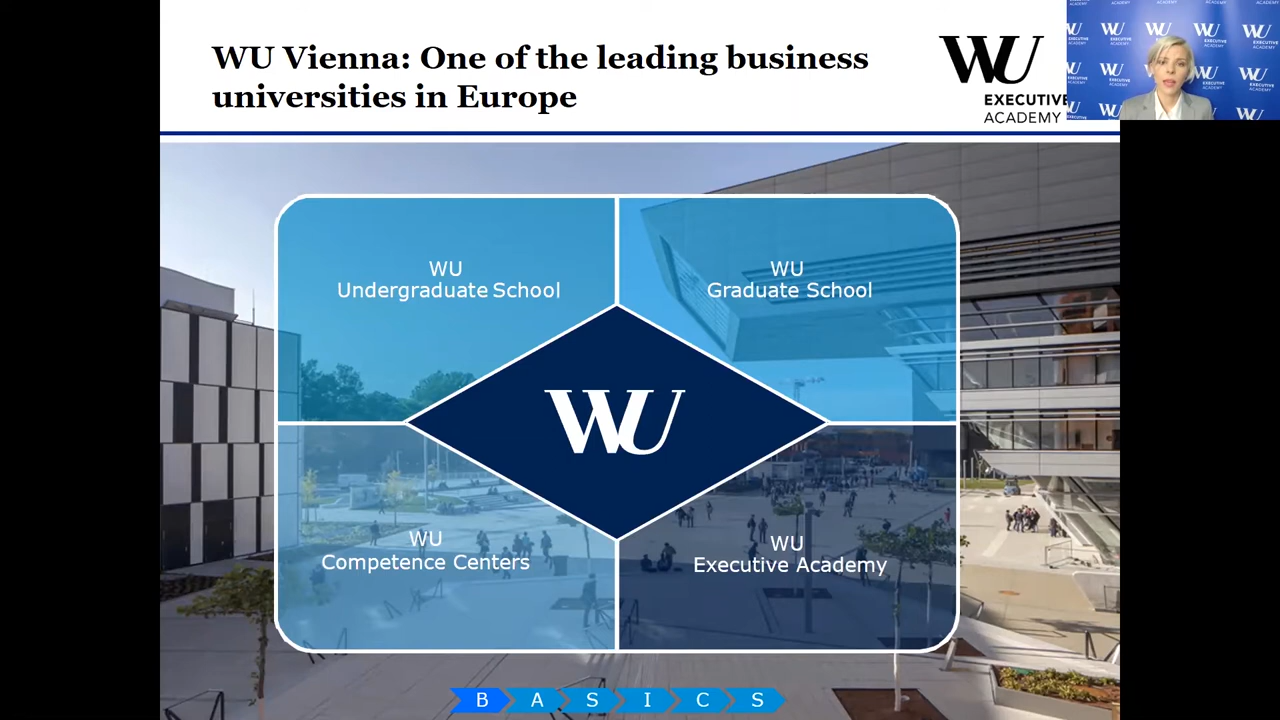 WU Vienna: One of the leading business
universities in Europe
WU
EXECUTIVE
ACADEMY
WU
Undergraduate School
WU
Graduate School
WU
WU
Competence Centers
WU
Executive Academy
B A S I C S